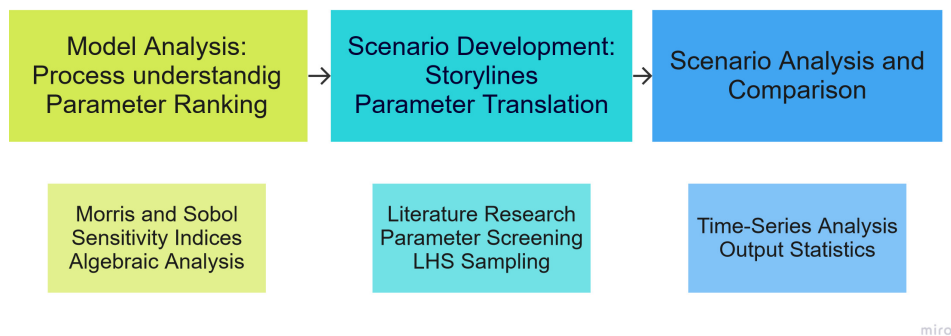 Model Analysis:
Process understandig
Parameter Ranking
Scenario Development:
Storylines
Parameter Translation
Scenario Analysis and
Comparison
Morris and Sobol
Sensitivity Indices
Algebraic Analysis
Literature Research
Parameter Screening
LHS Sampling
Time-Series Analysis
Output Statistics
miro